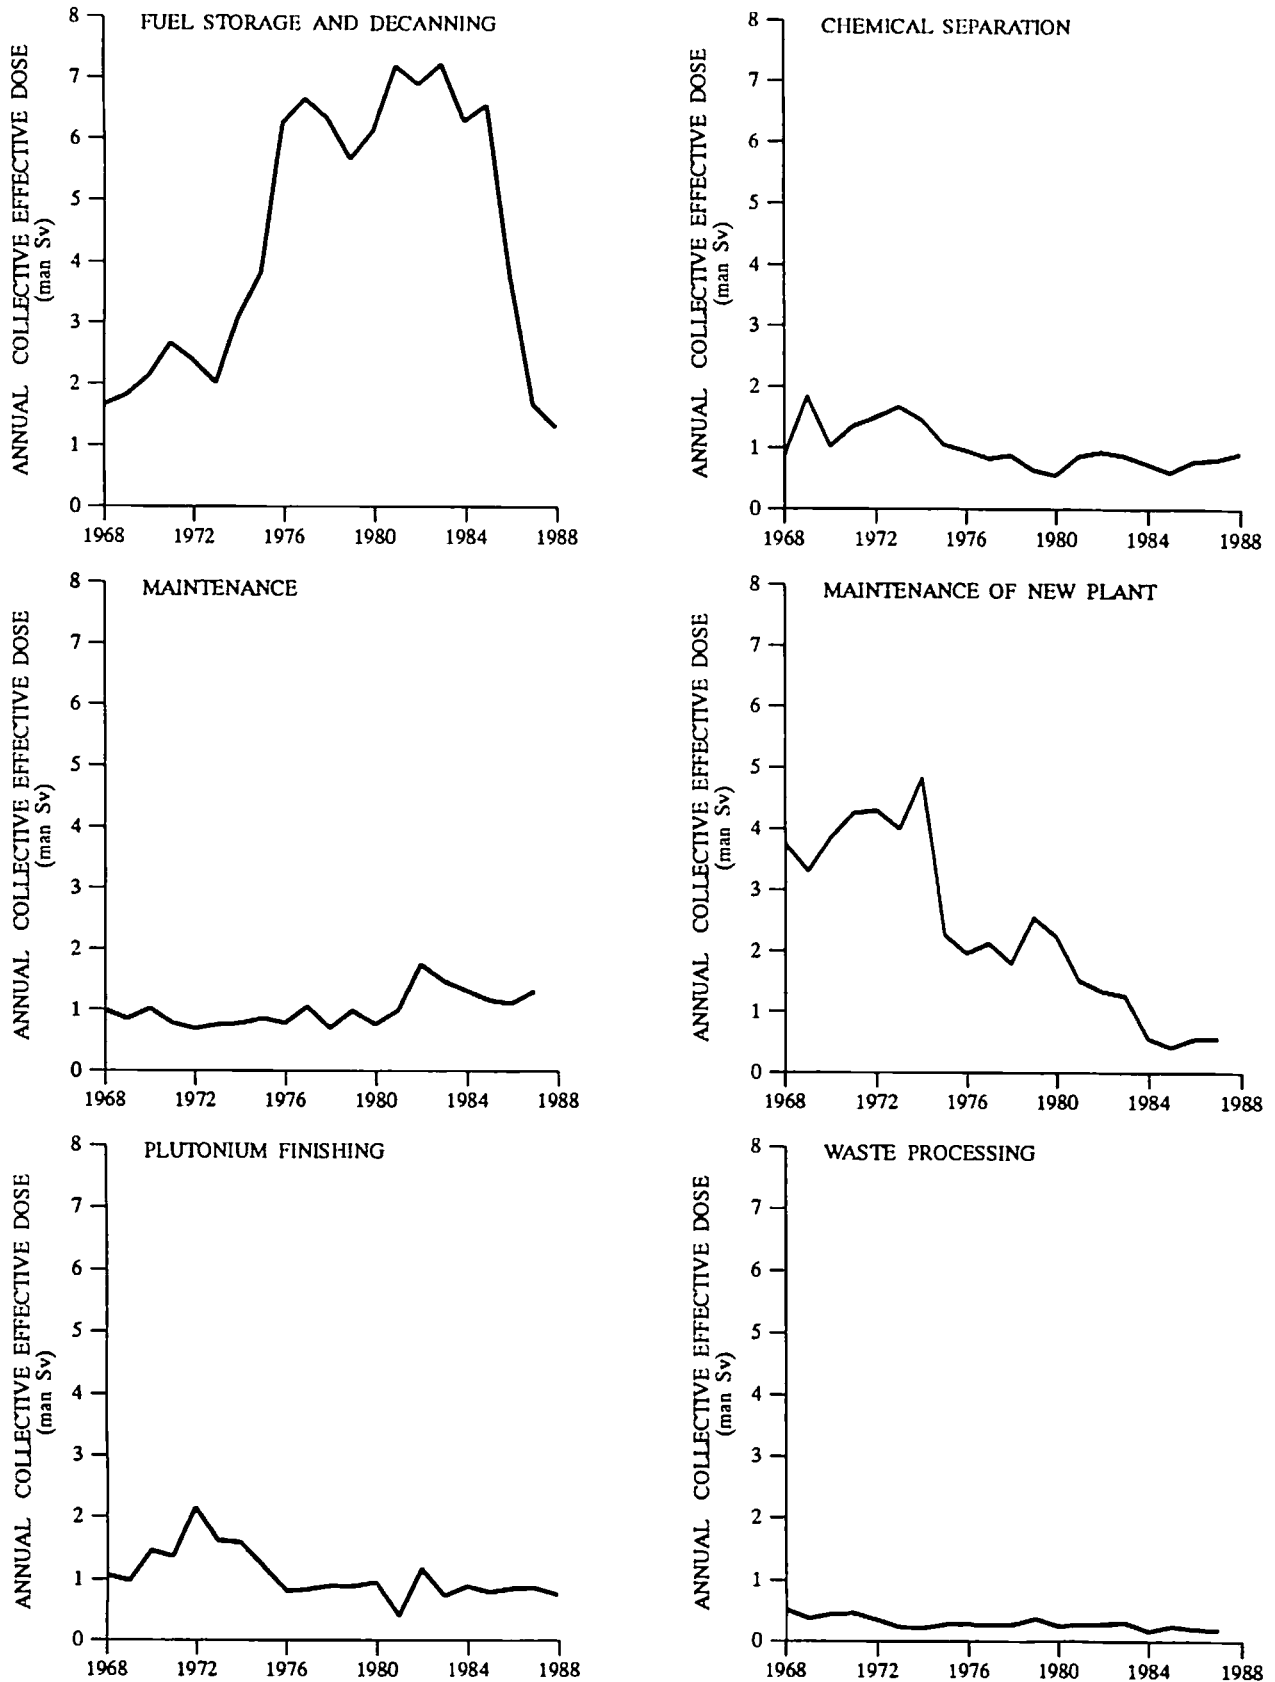 FUEL STORAGE AND DECANNING
ANNUAL COLLECTIVE EFFECTIVE DOSE
(man Sv)
8
7
6
5
4
3
2
1
0
1968 1972 1976 1980 1984 1988
CHEMICAL SEPARATION
ANNUAL COLLECTIVE EFFECTIVE DOSE
(man Sv)
8
7
6
5
4
3
2
1
0
1968 1972 1976 1980 1984 1988
MAINTENANCE
ANNUAL COLLECTIVE EFFECTIVE DOSE
(man Sv)
8
7
6
5
4
3
2
1
0
1968 1972 1976 1980 1984 1988
MAINTENANCE OF NEW PLANT
ANNUAL COLLECTIVE EFFECTIVE DOSE
(man Sv)
8
7
6
5
4
3
2
1
0
1968 1972 1976 1980 1984 1988
PLUTONIUM FINISHING
ANNUAL COLLECTIVE EFFECTIVE DOSE
(man Sv)
8
7
6
5
4
3
2
1
0
1968 1972 1976 1980 1984 1988
WASTE PROCESSING
ANNUAL COLLECTIVE EFFECTIVE DOSE
(man Sv)
8
7
6
5
4
3
2
1
0
1968 1972 1976 1980 1984 1988